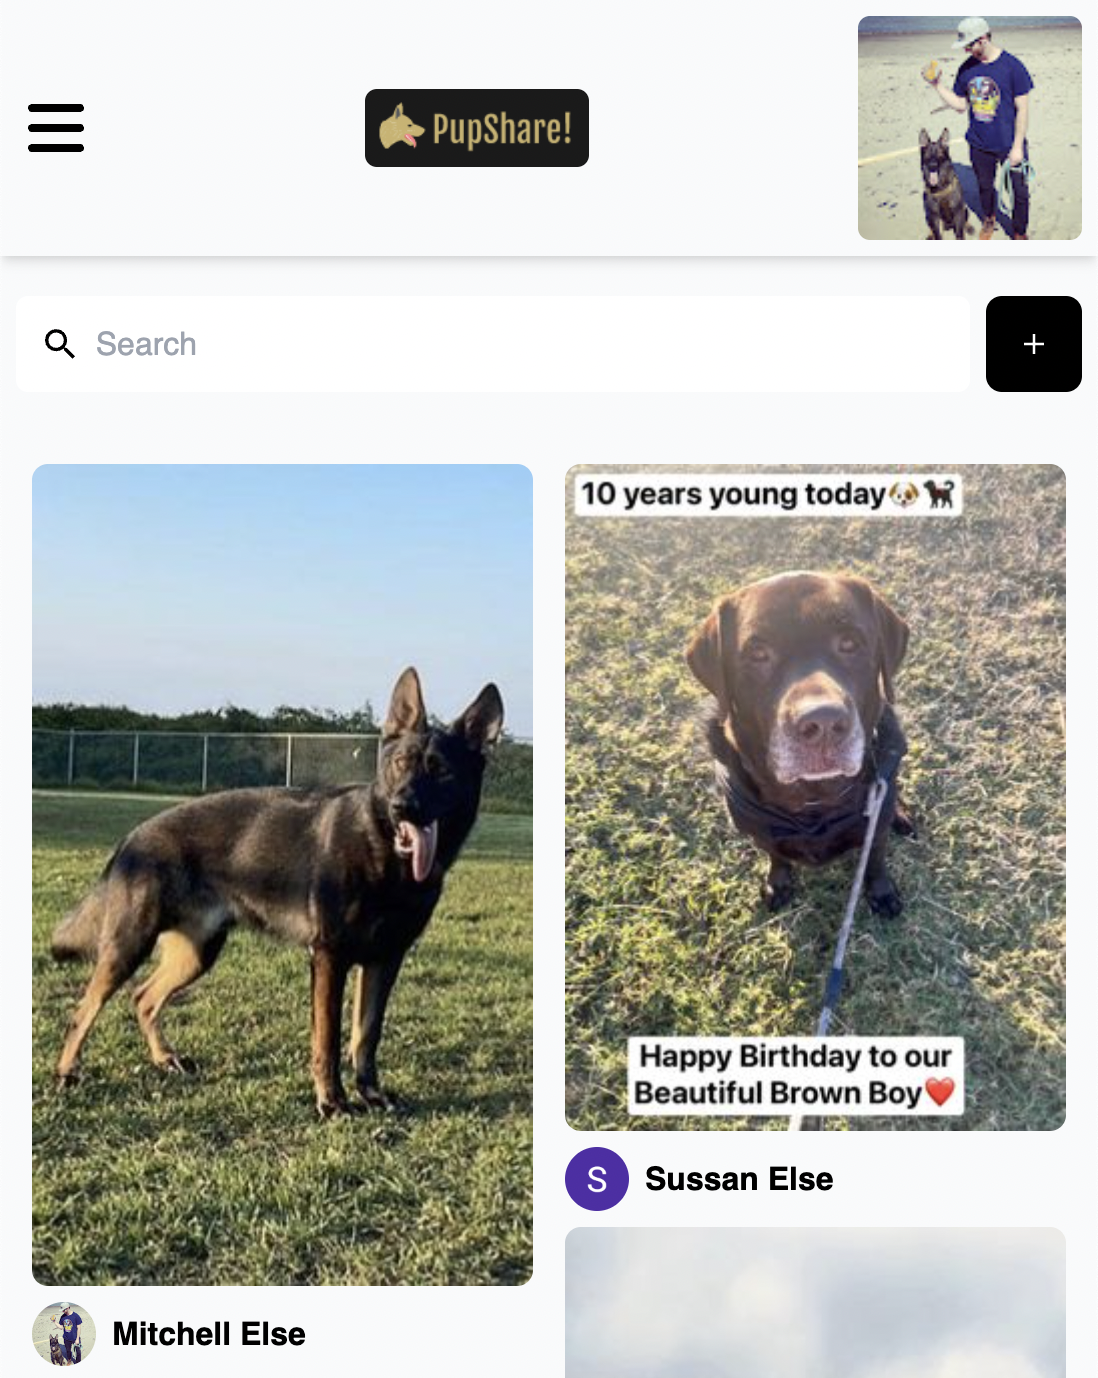 PupShare!
Search
10 years young today🐶🐕‍🦺
Happy Birthday to our
Beautiful Brown Boy❤️
S
Sussan Else
Mitchell Else